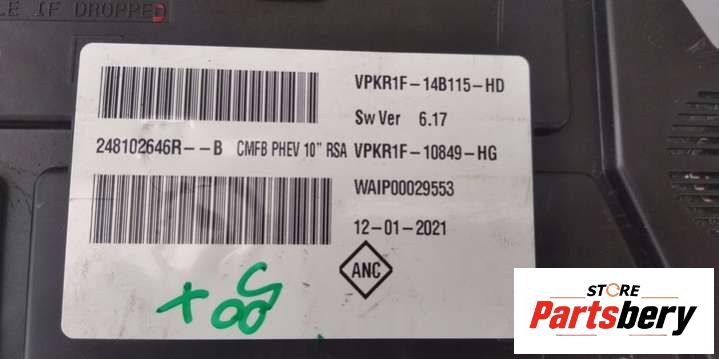 LE IF DROPPED
VPKR1F-14B115-HD
Sw Ver 6.17
248102646R--B CMFB PHEV 10" RSA VPKR1F-10849-HG
WAIP00029553
12-01-2021
ANC
STORE
Partsbery